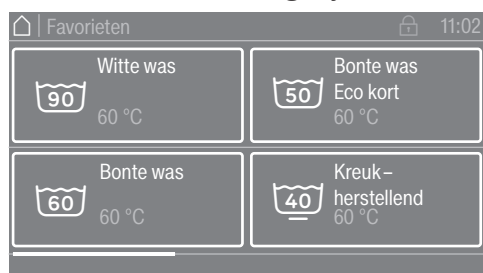 Favorieten 11:02
Witte was
90
60 °C
Bonte was
50 Eco kort
60 °C
Bonte was
60
60 °C
Kreuk–
40 herstellend
60 °C